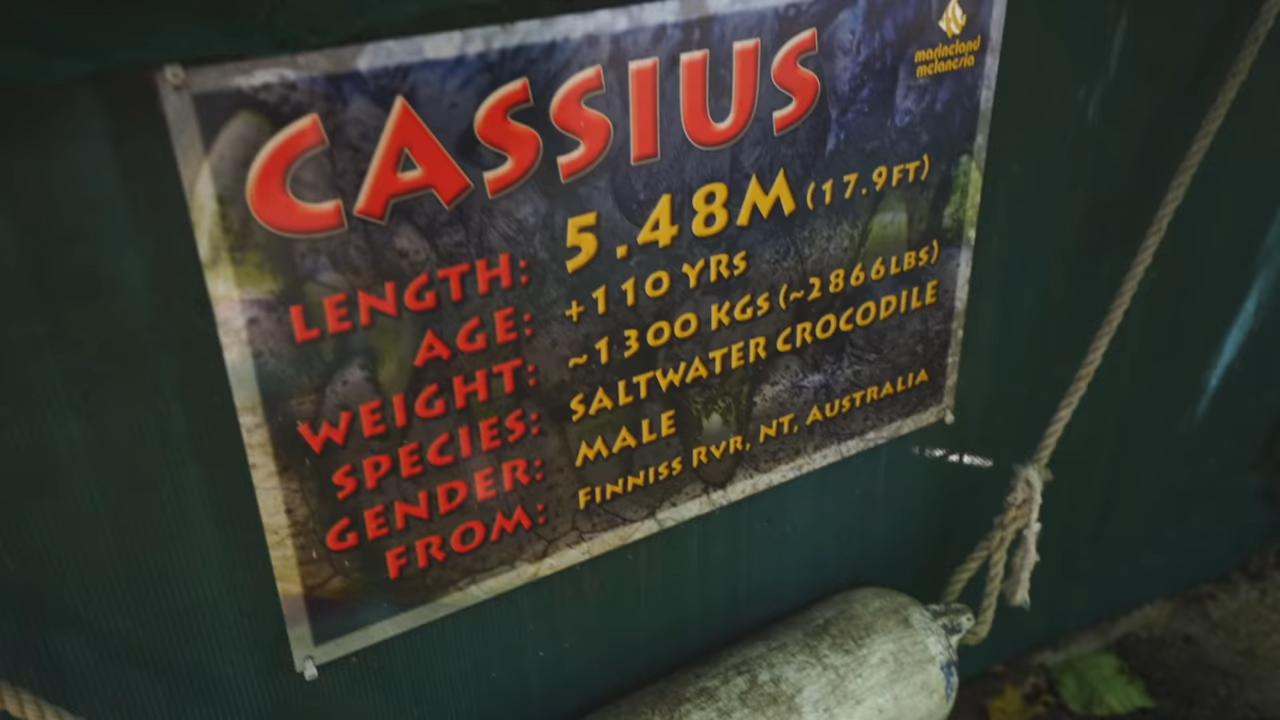 marineland
melanesia
CASSIUS
LENGTH: 5.48M (17.9FT)
AGE: +110 YRS
WEIGHT: ~1300 KGS (~2866LBS)
SPECIES: SALTWATER CROCODILE
GENDER: MALE
FROM: FINNISS RVR, NT, AUSTRALIA